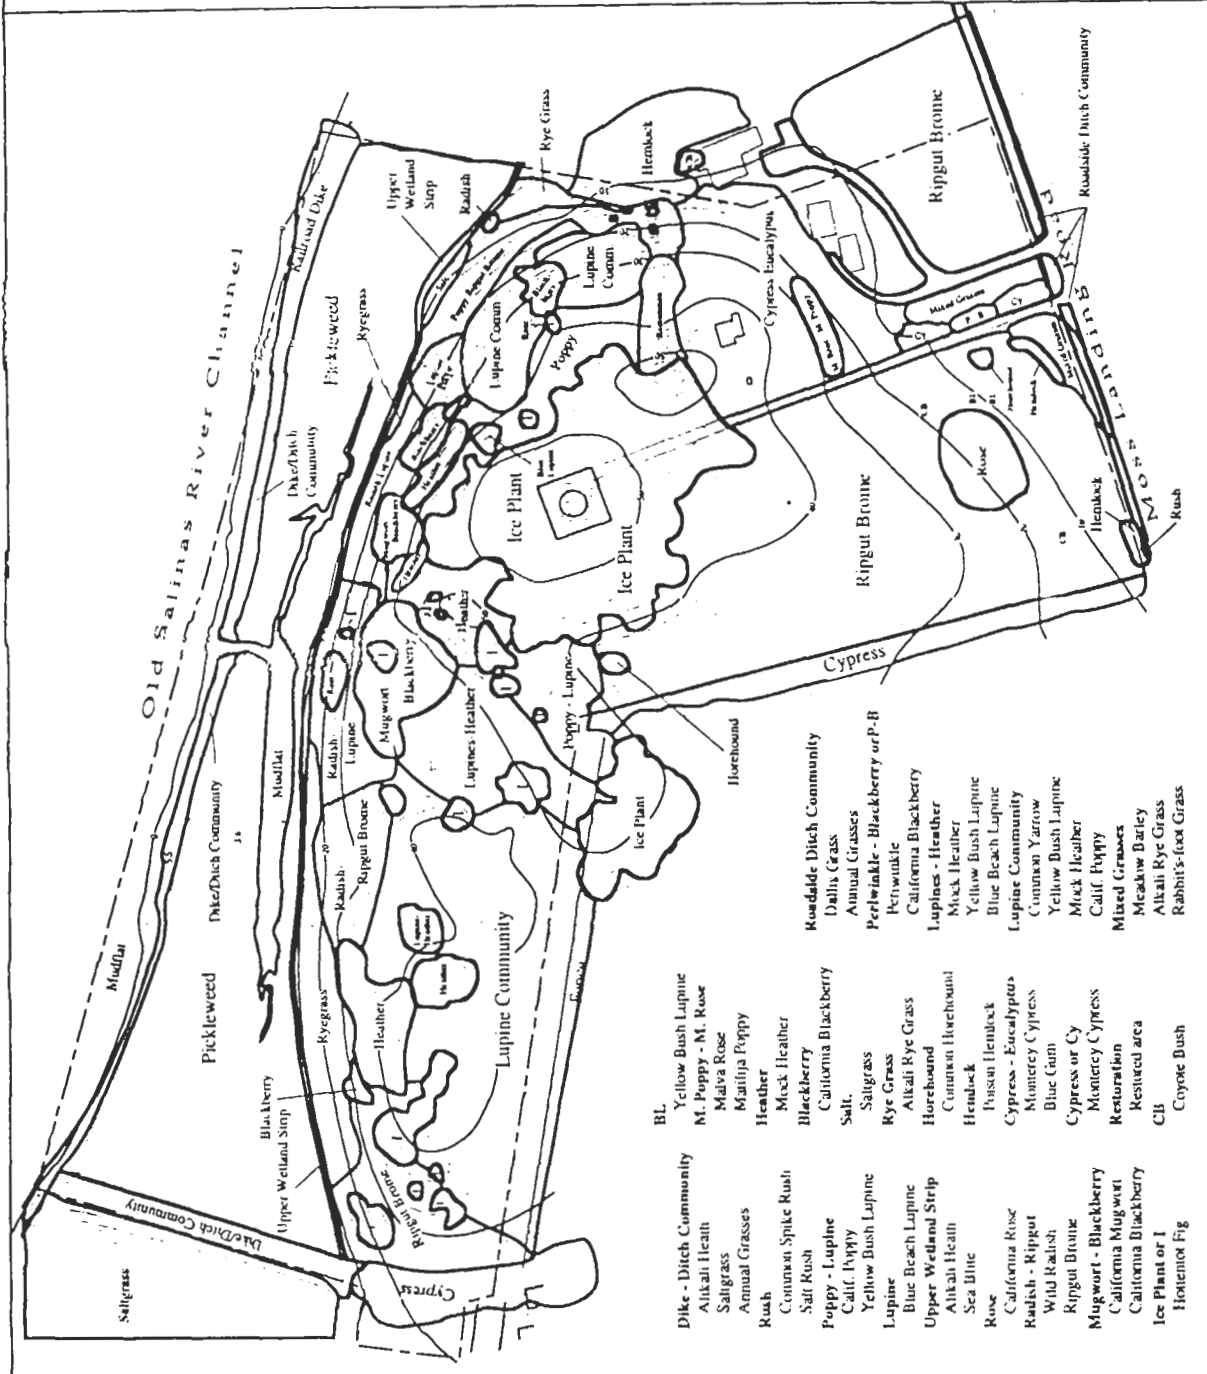 Old Salinas River Channel
Railroad Dike
Mudflat
Dike/Ditch Community
Dike/Ditch
Community
Pickleweed
Ryegrass
Upper
Wetland
Strip
Radish
Rye Grass
Hemlock
Mudflat
Pickleweed
Ryegrass
Blackberry
Upper Wetland Strip
Dike/Ditch Community
Saltgrass
Cypress
Ripgut Brome
Heather
Heather
Lupine Community
Radish
Ripgut Brome
Radish
Lupine
Rose
Mugwort
Blackberry
Lupines-Heather
Heather
Poppy - Lupine
Ice Plant
Horehound
Cypress
Ice Plant
Ice Plant
Lupine Comm
Lupine
Comm.
Poppy
Rose
Cypress-Eucalyptus
Ripgut Brome
Ripgut Brome
Mixed Grasses
P-B
Cy
Rose
CB
CB
Hemlock
Rush
Moss Landing Road
Roadside Ditch Community
Dike - Ditch Community
Alkali Heath
Saltgrass
Annual Grasses
Rush
Common Spike Rush
Salt Rush
Poppy - Lupine
Calif. Poppy
Yellow Bush Lupine
Lupine
Blue Beach Lupine
Upper Wetland Strip
Alkali Heath
Sea Blite
Rose
California Rose
Radish - Ripgut
Wild Radish
Ripgut Brome
Mugwort - Blackberry
California Mugwort
California Blackberry
Ice Plant or I
Hottentot Fig
BL
Yellow Bush Lupine
M. Poppy - M. Rose
Malva Rose
Matilija Poppy
Heather
Mock Heather
Blackberry
California Blackberry
Salt.
Saltgrass
Rye Grass
Alkali Rye Grass
Horehound
Common Horehound
Hemlock
Poison Hemlock
Cypress - Eucalyptus
Monterey Cypress
Blue Gum
Cypress or Cy
Monterey Cypress
Restoration
Restored area
CB
Coyote Bush
Roadside Ditch Community
Dallis Grass
Annual Grasses
Periwinkle - Blackberry or P-B
Periwinkle
California Blackberry
Lupines - Heather
Mock Heather
Yellow Bush Lupine
Blue Beach Lupine
Lupine Community
Common Yarrow
Yellow Bush Lupine
Mock Heather
Calif. Poppy
Mixed Grasses
Meadow Barley
Alkali Rye Grass
Rabbit's-foot Grass